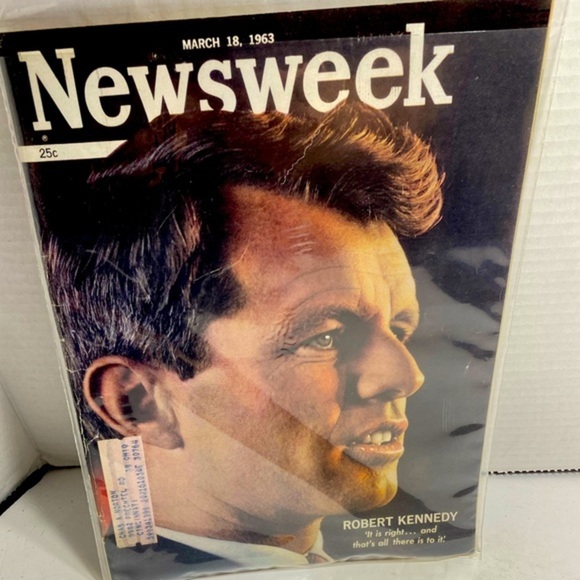 MARCH 18, 1963
Newsweek
25c
ROBERT KENNEDY
'It is right... and
that's all there is to it.'